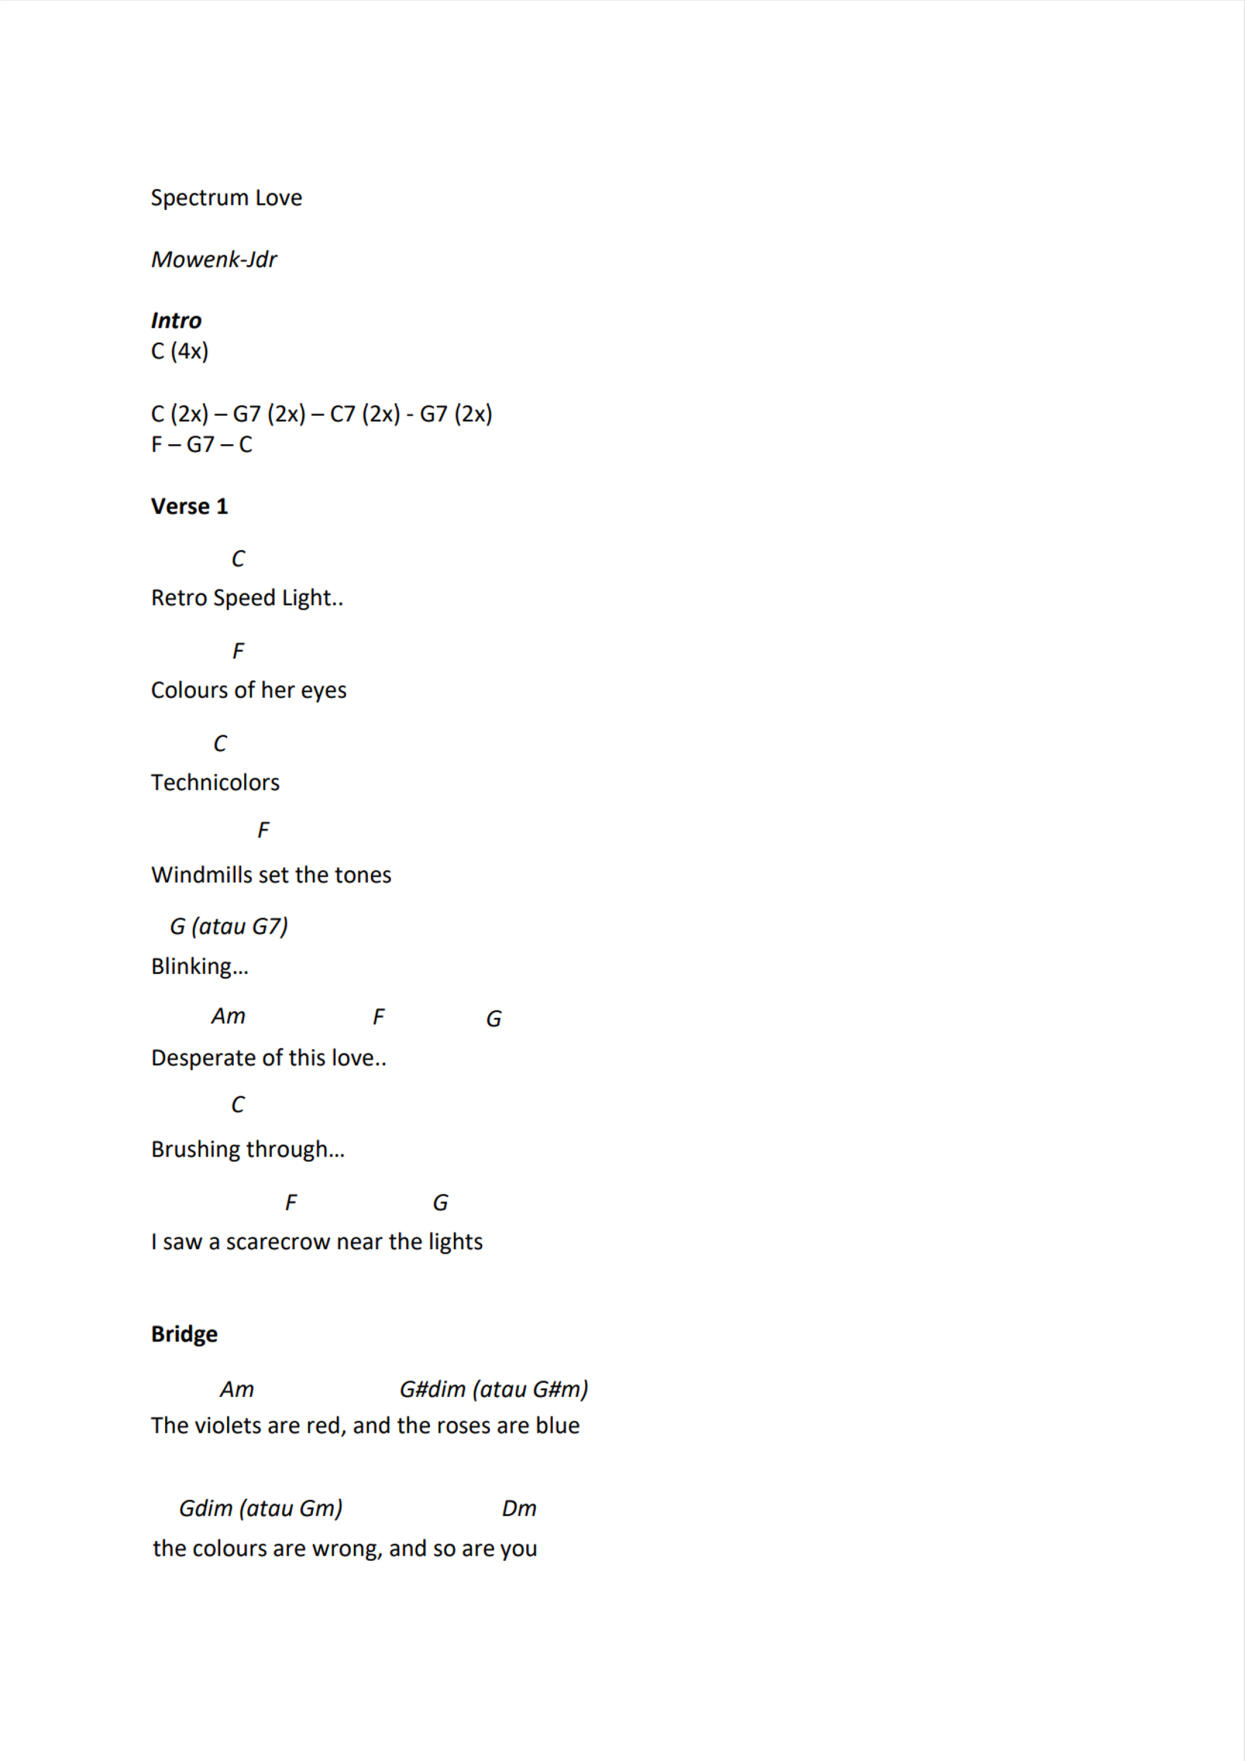 Spectrum Love
Mowenk-Jdr
Intro
C (4x)
C (2x) – G7 (2x) – C7 (2x) - G7 (2x)
F – G7 – C
Verse 1
C
Retro Speed Light..
F
Colours of her eyes
C
Technicolors
F
Windmills set the tones
G (atau G7)
Blinking...
Am F G
Desperate of this love..
C
Brushing through...
F G
I saw a scarecrow near the lights
Bridge
Am G#dim (atau G#m)
The violets are red, and the roses are blue
Gdim (atau Gm) Dm
the colours are wrong, and so are you